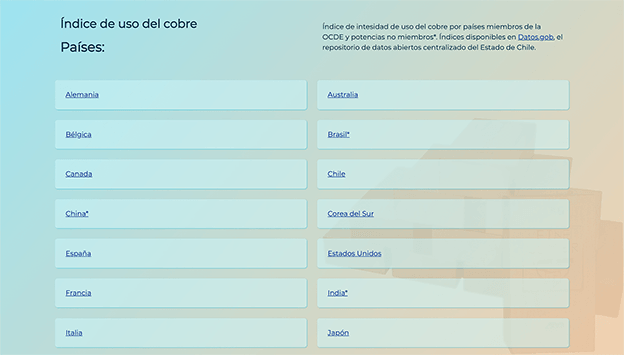 Índice de uso del cobre
Países:
Índice de intesidad de uso del cobre por países miembros de la
OCDE y potencias no miembros*. Índices disponibles en Datos.gob, el
repositorio de datos abiertos centralizado del Estado de Chile.
Alemania
Australia
Bélgica
Brasil*
Canada
Chile
China*
Corea del Sur
España
Estados Unidos
Francia
India*
Italia
Japón